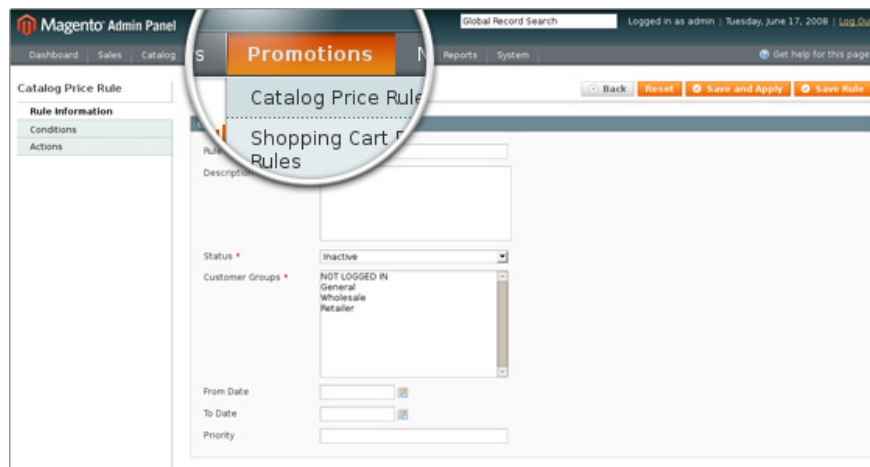 Magento Admin Panel
Global Record Search
Logged in as admin | Tuesday, June 17, 2008 | Log Ou
Dashboard Sales Catalog
s Promotions N
Reports System
Get help for this page
Catalog Price Rule
Back Reset Save and Apply Save Rule
Rule Information
Conditions
Actions
Catalog Price Rule
Shopping Cart
Rules
Rule
Description
Status *
Inactive
Customer Groups *
NOT LOGGED IN
General
Wholesale
Retailer
From Date
To Date
Priority